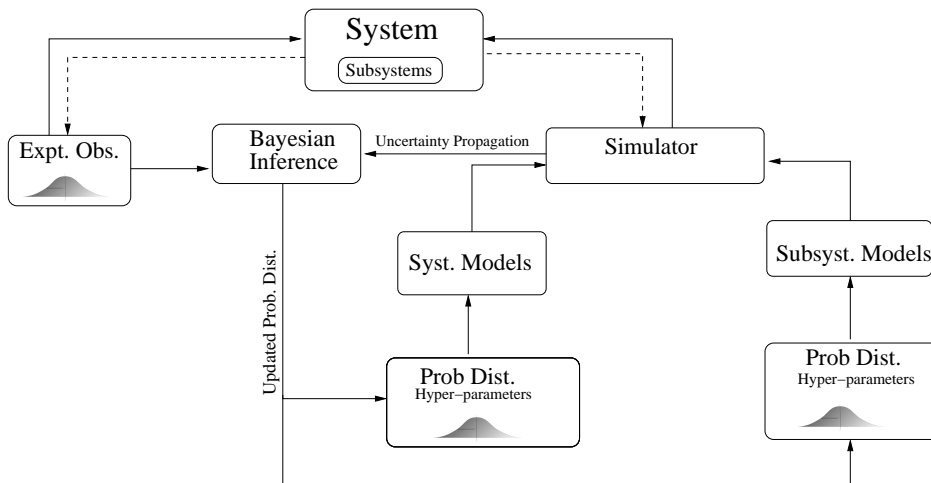 System
Subsystems
Expt. Obs.
Bayesian
Inference
Uncertainty Propagation
Simulator
Updated Prob. Dist.
Syst. Models
Subsyst. Models
Prob Dist.
Hyper−parameters
Prob Dist.
Hyper−parameters